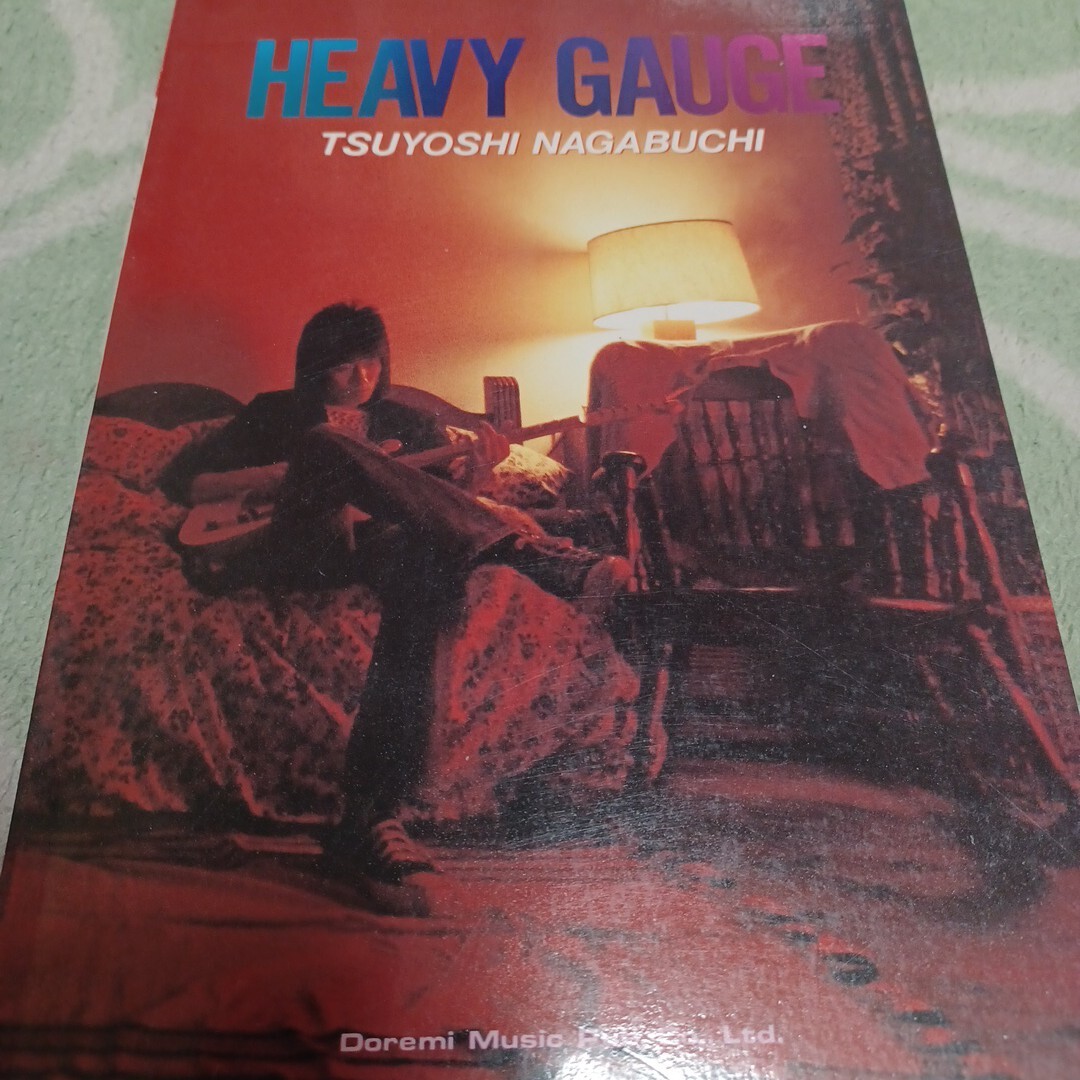 HEAVY GAUGE
TSUYOSHI NAGABUCHI
Doremi Music Ltd.